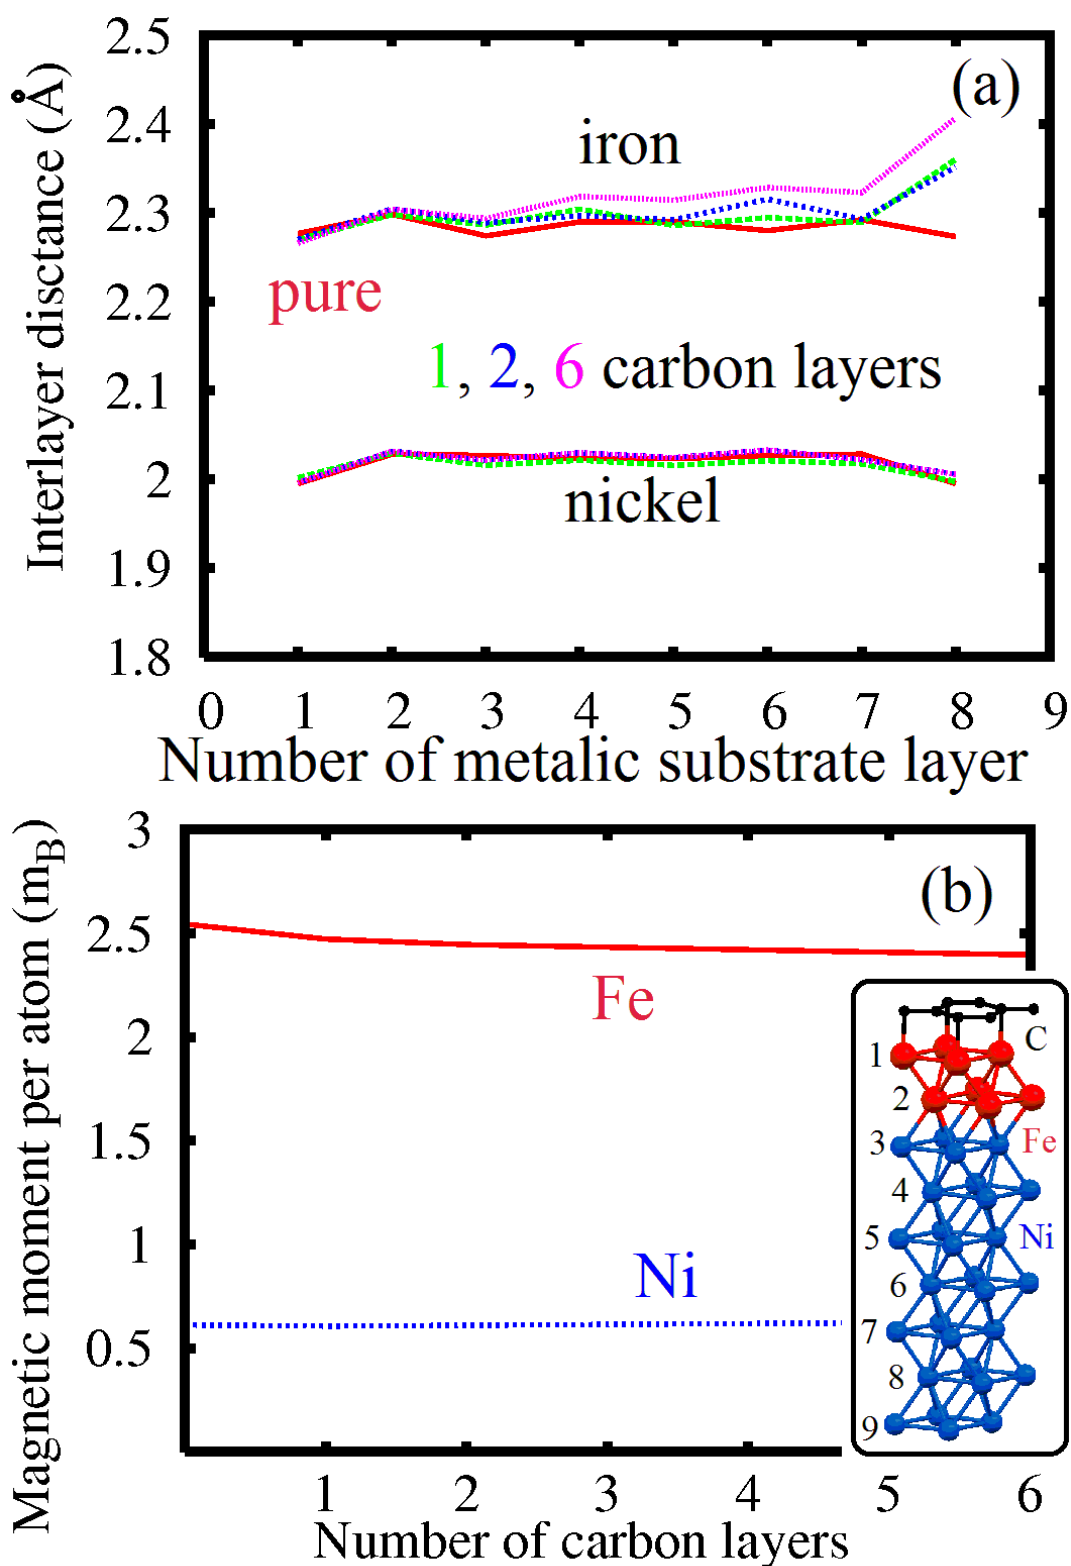 2.5
(a)
2.4
iron
2.3
pure
2.2
1, 2, 6 carbon layers
2.1
2
nickel
1.9
1.8
Interlayer disctance (Å)
0 1 2 3 4 5 6 7 8 9
Number of metalic substrate layer
3
(b)
2.5
Fe
2
1.5
1
Ni
0.5
Magnetic moment per atom (m_B)
C
1
2
3
Fe
4
5
Ni
6
7
8
9
1 2 3 4 5 6
Number of carbon layers